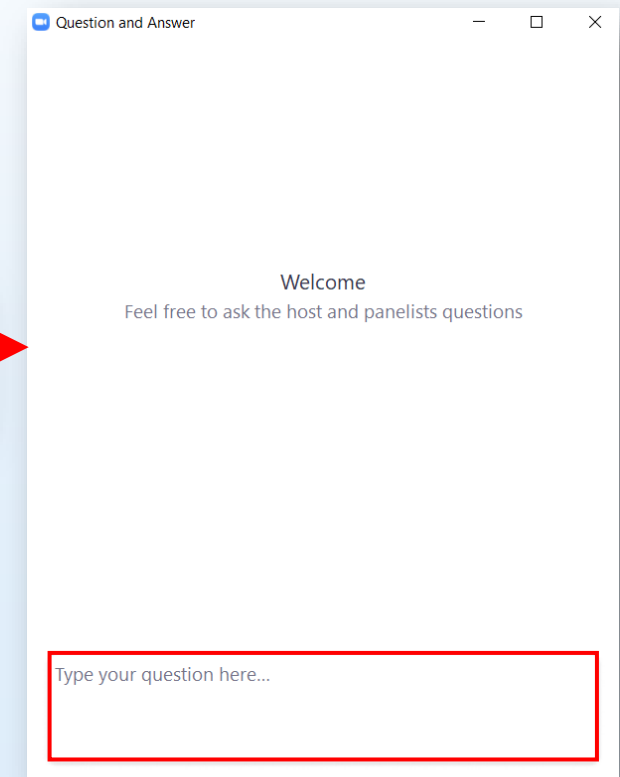 Question and Answer
Welcome
Feel free to ask the host and panelists questions
Type your question here...